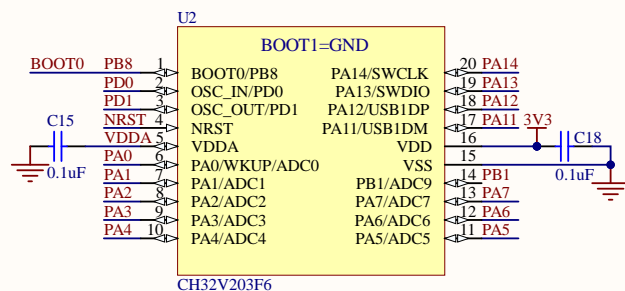 U2
BOOT1=GND
BOOT0 PB8 1 BOOT0/PB8 PA14/SWCLK 20 PA14
PD0 2 OSC_IN/PD0 PA13/SWDIO 19 PA13
PD1 3 OSC_OUT/PD1 PA12/USB1DP 18 PA12
NRST 4 NRST PA11/USB1DM 17 PA11 3V3
C15 VDDA 5 VDDA VDD 16 C18
0.1uF PA0 6 PA0/WKUP/ADC0 VSS 15 0.1uF
PA1 7 PA1/ADC1 PB1/ADC9 14 PB1
PA2 8 PA2/ADC2 PA7/ADC7 13 PA7
PA3 9 PA3/ADC3 PA6/ADC6 12 PA6
PA4 10 PA4/ADC4 PA5/ADC5 11 PA5
CH32V203F6